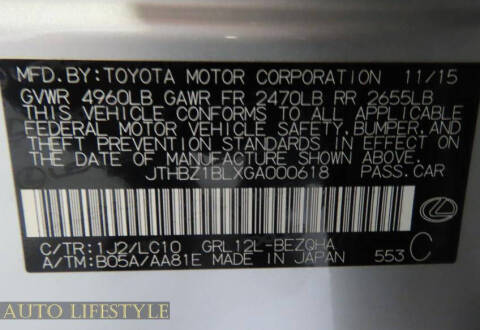 MFD.BY:TOYOTA MOTOR CORPORATION 11/15
GVWR 4960LB GAWR FR 2470LB RR 2655LB
THIS VEHICLE CONFORMS TO ALL APPLICABLE
FEDERAL MOTOR VEHICLE SAFETY, BUMPER, AND
THEFT PREVENTION STANDARDS IN EFFECT ON
THE DATE OF MANUFACTURE SHOWN ABOVE.
JTHBZ1BLXGA000618 PASS.CAR
C/TR:1J2/LC10 GRL12L-BEZQHA
A/TM:B05A/AA81E MADE IN JAPAN 553 C
AUTO LIFESTYLE